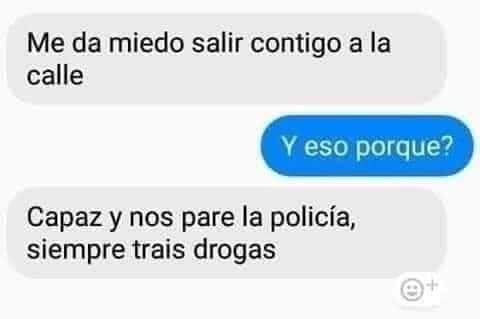 Me da miedo salir contigo a la
calle
Y eso porque?
Capaz y nos pare la policía,
siempre trais drogas